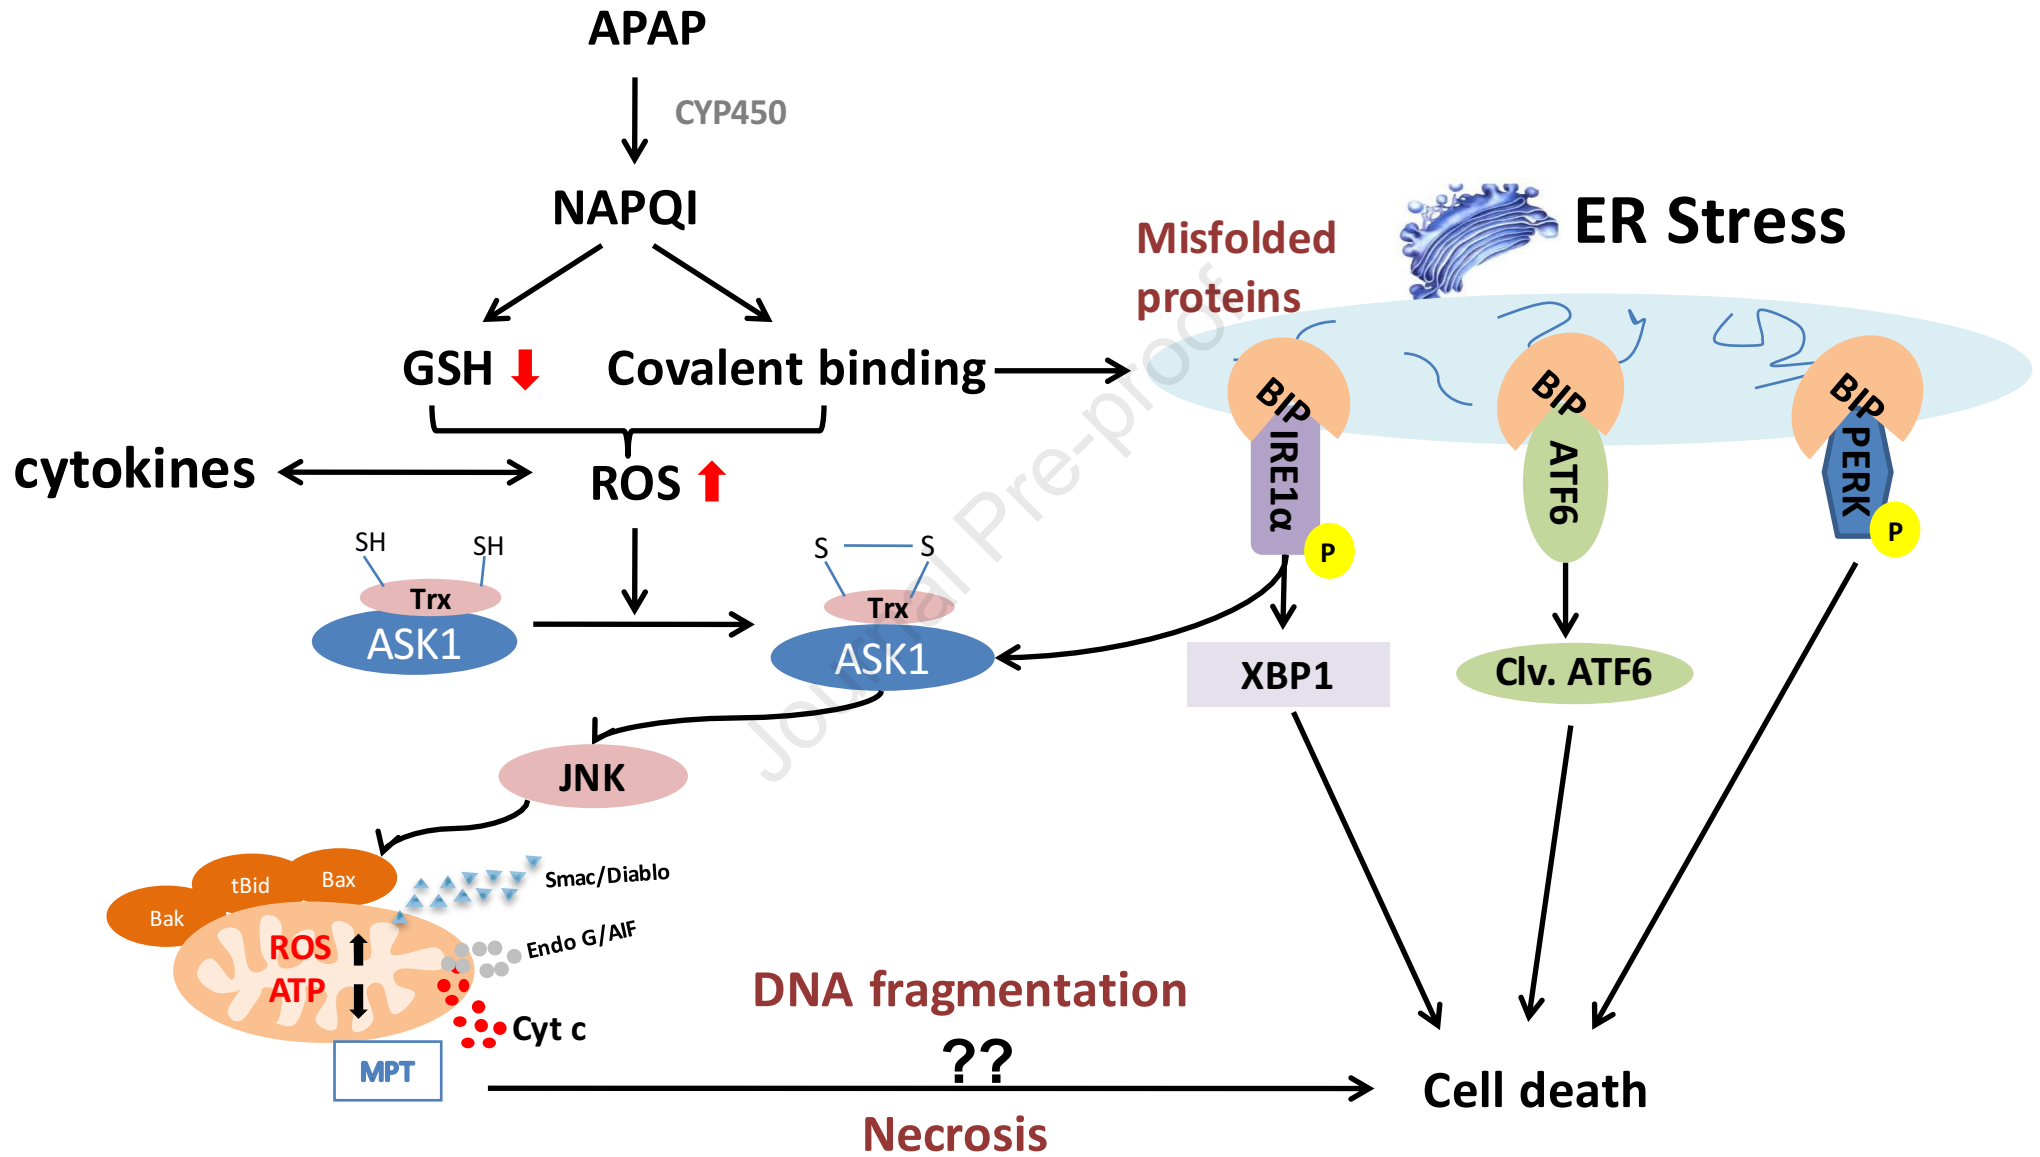 APAP
CYP450
NAPQI
ER Stress
Misfolded
proteins
GSH
Covalent binding
BIP
BIP
BIP
IRE1α
ATF6
PERK
P
P
cytokines
ROS
SH
SH
S
S
Trx
ASK1
Trx
ASK1
XBP1
Clv. ATF6
JNK
Bak
tBid
Bax
Smac/Diablo
Endo G/AIF
ROS
ATP
Cyt c
MPT
DNA fragmentation
??
Necrosis
Cell death
Journal Pre-proof